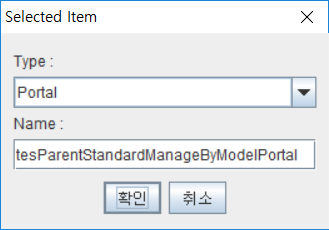 Selected Item
Type :
Portal
Name :
tesParentStandardManageByModelPortal
확인 취소